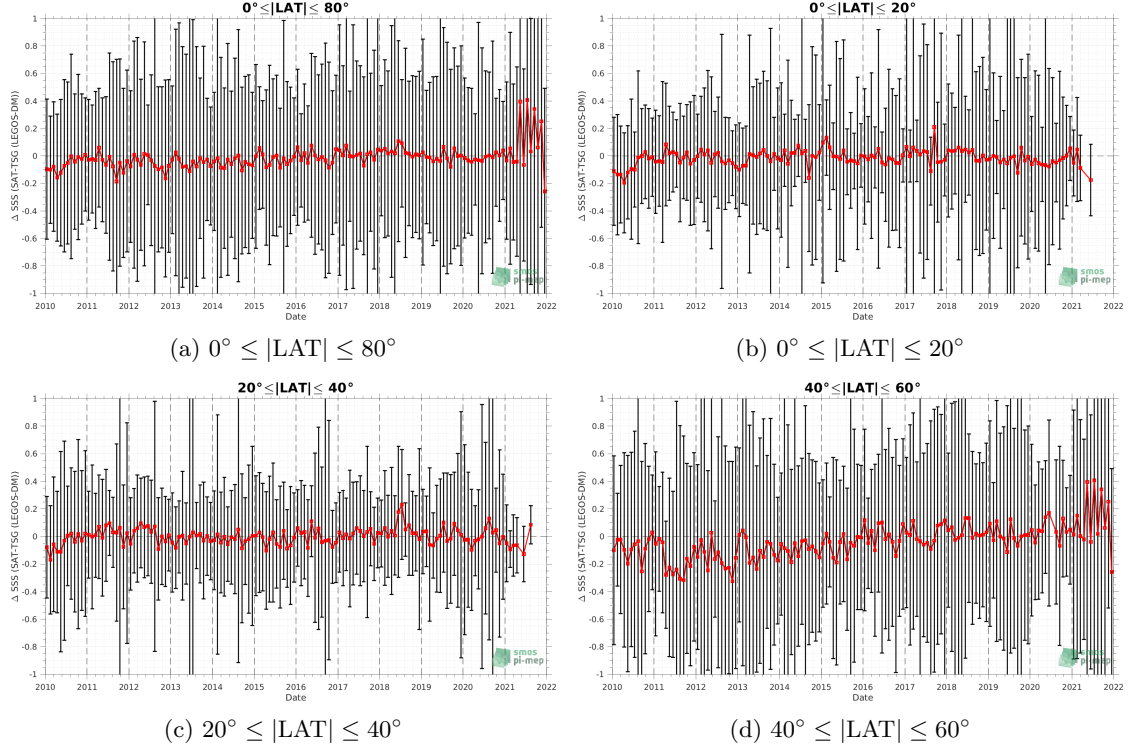 0°≤|LAT|≤ 80°
Δ SSS (SAT-TSG (LEGOS-DM))
1
0.8
0.6
0.4
0.2
0
-0.2
-0.4
-0.6
-0.8
-1
2010 2011 2012 2013 2014 2015 2016 2017 2018 2019 2020 2021 2022
Date
smos
pi-mep
(a) 0° ≤ |LAT| ≤ 80°
0°≤|LAT|≤ 20°
Δ SSS (SAT-TSG (LEGOS-DM))
1
0.8
0.6
0.4
0.2
0
-0.2
-0.4
-0.6
-0.8
-1
2010 2011 2012 2013 2014 2015 2016 2017 2018 2019 2020 2021 2022
Date
smos
pi-mep
(b) 0° ≤ |LAT| ≤ 20°
20°≤|LAT|≤ 40°
Δ SSS (SAT-TSG (LEGOS-DM))
1
0.8
0.6
0.4
0.2
0
-0.2
-0.4
-0.6
-0.8
-1
2010 2011 2012 2013 2014 2015 2016 2017 2018 2019 2020 2021 2022
Date
smos
pi-mep
(c) 20° ≤ |LAT| ≤ 40°
40°≤|LAT|≤ 60°
Δ SSS (SAT-TSG (LEGOS-DM))
1
0.8
0.6
0.4
0.2
0
-0.2
-0.4
-0.6
-0.8
-1
2010 2011 2012 2013 2014 2015 2016 2017 2018 2019 2020 2021 2022
Date
smos
pi-mep
(d) 40° ≤ |LAT| ≤ 60°